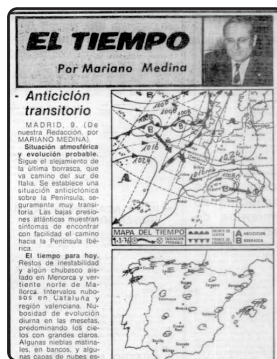 EL TIEMPO
Por Mariano Medina
- Anticiclón
transitorio
MADRID, 9. (De
nuestra Redacción, por
MARIANO MEDINA)
Situación atmosférica
y evolución probable.
Sigue el alejamiento de
la última borrasca, que
va camino del sur de
Italia. Se establece una
situación anticiclónica
sobre la Península, se-
guramente muy transi-
toria. Las bajas presio-
nes atlánticas muestran
síntomas de encontrar
con facilidad el camino
hacia la Península Ibé-
rica.
El tiempo para hoy.
Restos de inestabilidad
y algún chubasco ais-
lado en Menorca y ver-
tiente norte de Ma-
llorca. Intervalos nubo-
sos en Cataluña y
región valenciana. Nu-
bosidad de evolución
diurna en las mesetas,
predominando los cie-
los con grandes claros.
Algunas nieblas matina-
les, en bancos, y algu-
nas capas de nubes es-
MAPA DEL TIEMPO
A ANTICICLON
B BORRASCA